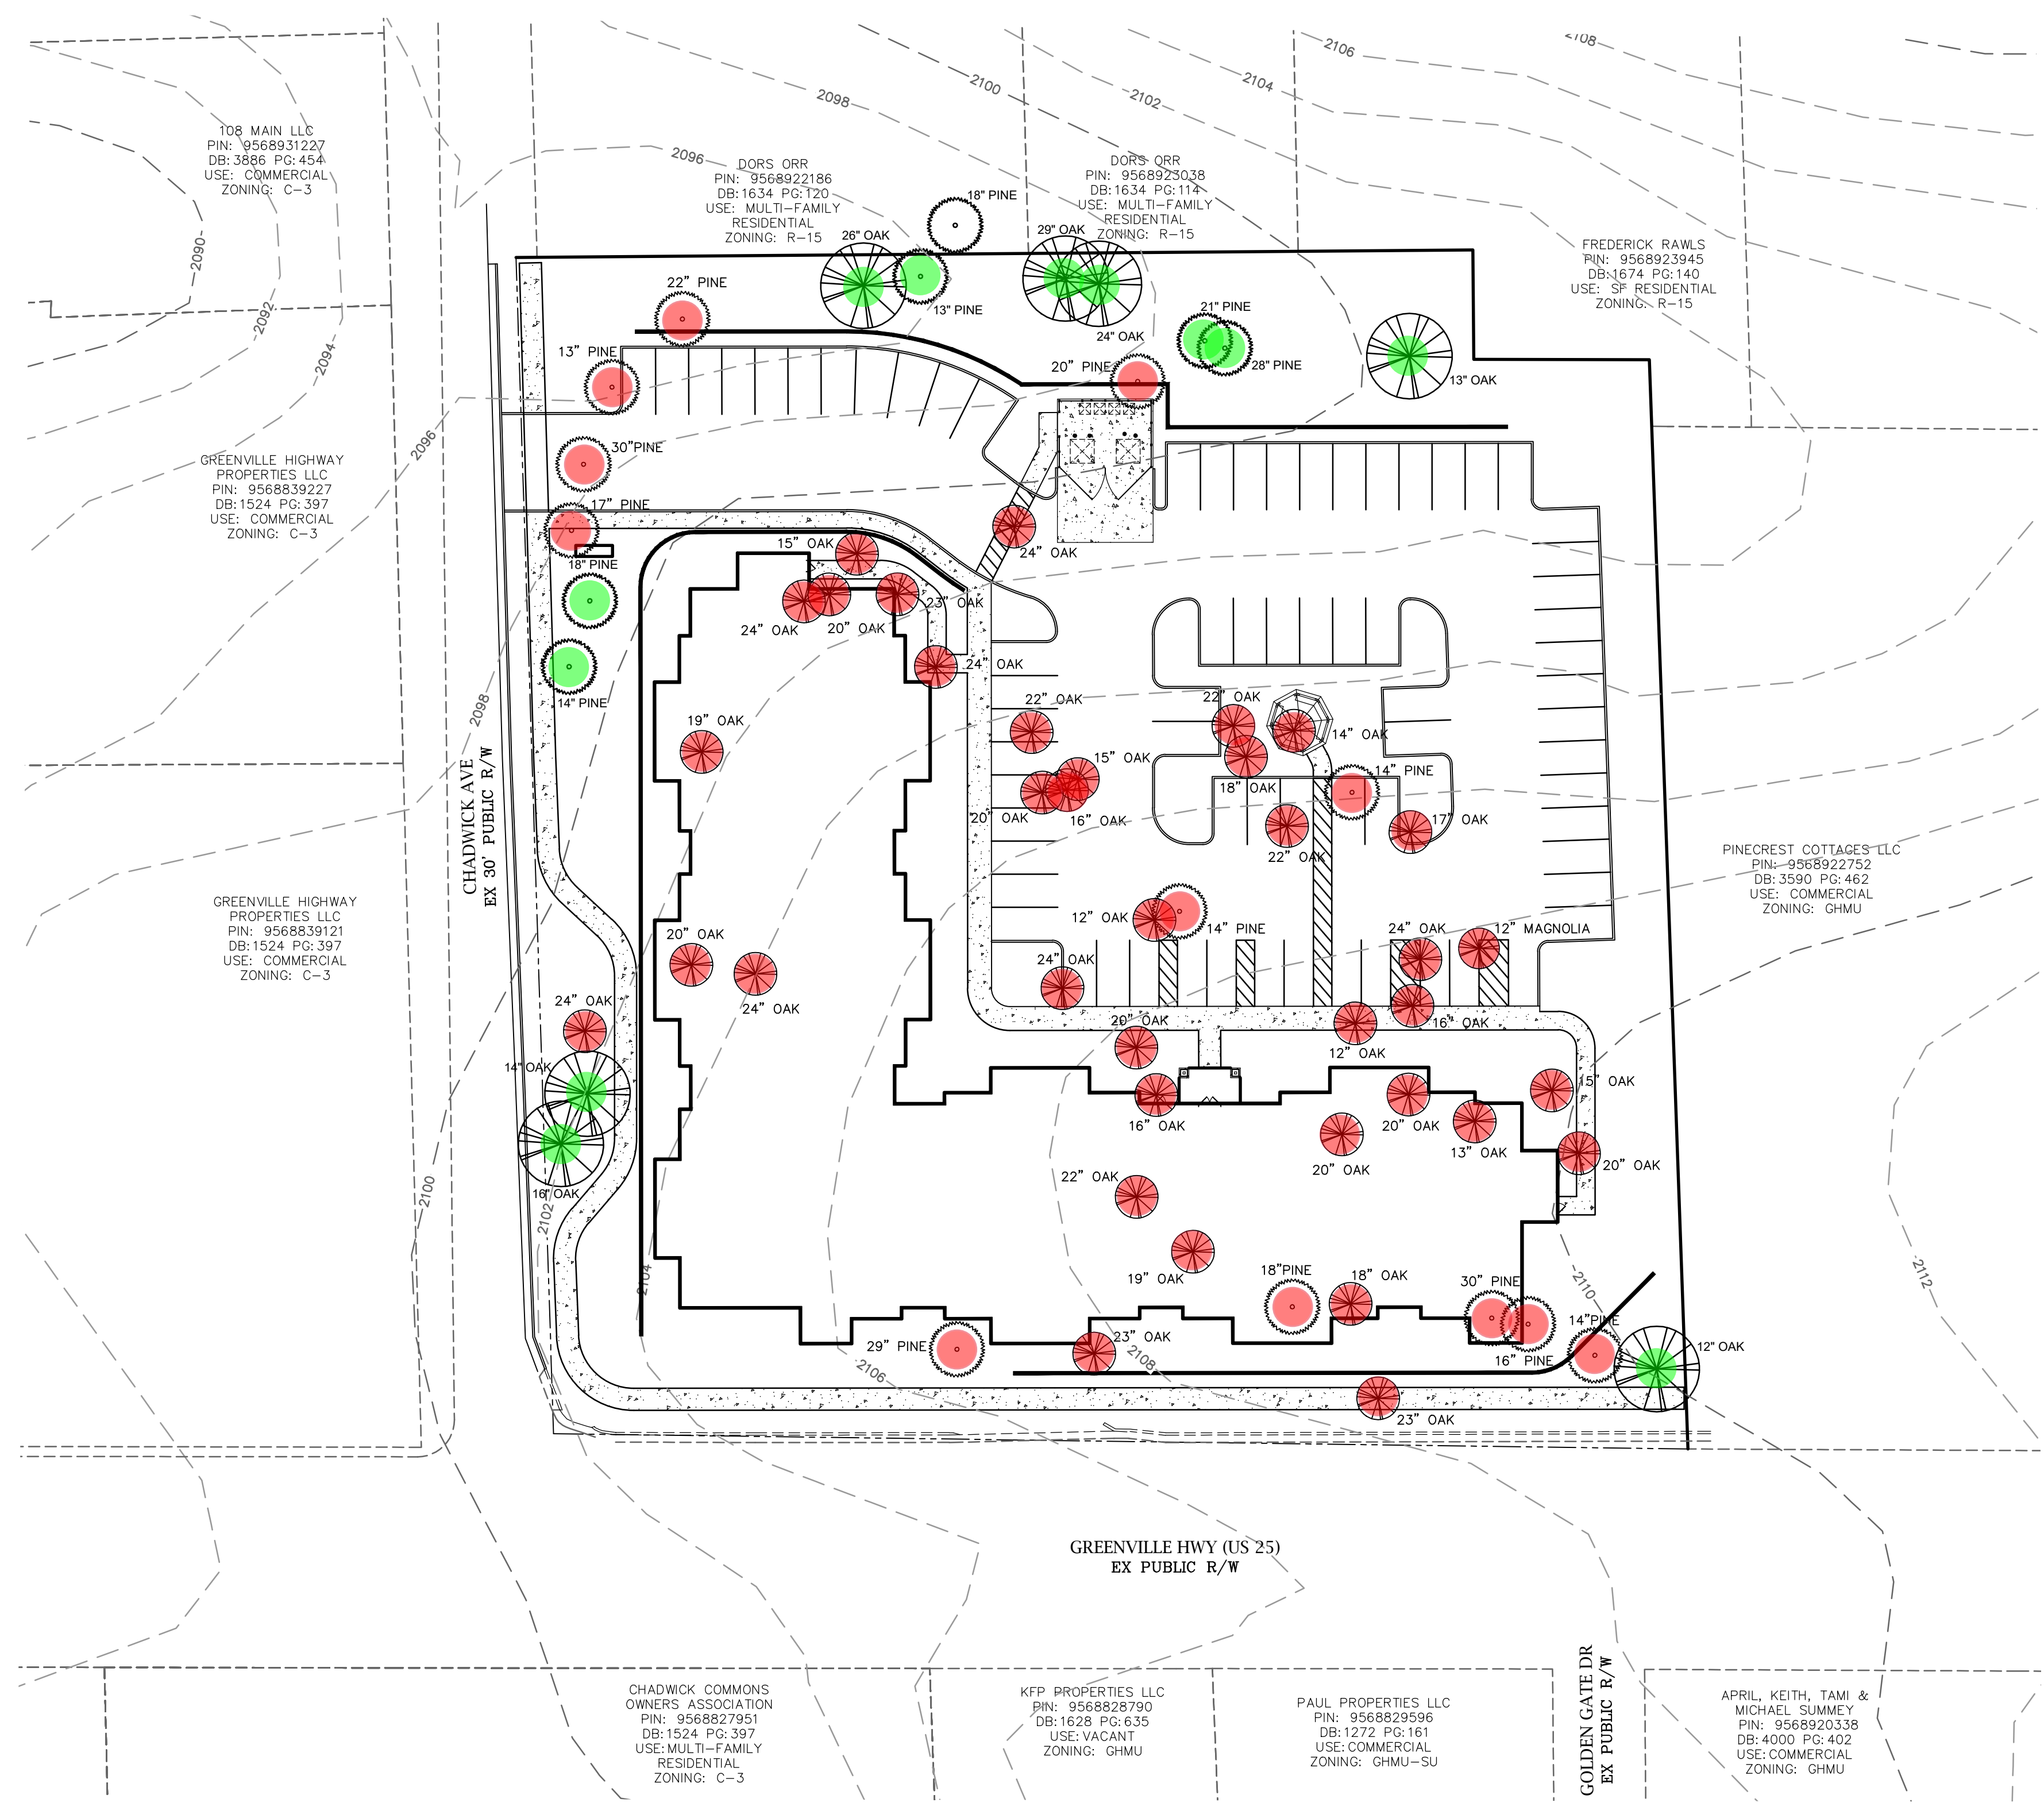 2106
2108
2104
2100
2102
2098
2096
108 MAIN LLC
PIN: 9568931227
DB:3886 PG:454
USE: COMMERCIAL
ZONING: C-3
DORS ORR
PIN: 9568922186
DB:1634 PG:120
USE: MULTI-FAMILY
RESIDENTIAL
ZONING: R-15
DORS ORR
PIN: 9568923038
DB:1634 PG:114
USE: MULTI-FAMILY
RESIDENTIAL
ZONING: R-15
FREDERICK RAWLS
PIN: 9568923945
DB:1674 PG:140
USE: SF RESIDENTIAL
ZONING: R-15
2090
2092
2094
2096
18" PINE
26" OAK
29" OAK
22" PINE
13" PINE
21" PINE
24" OAK
28" PINE
13" PINE
20" PINE
13" OAK
30"PINE
GREENVILLE HIGHWAY
PROPERTIES LLC
PIN: 9568839227
DB:1524 PG:397
USE: COMMERCIAL
ZONING: C-3
17" PINE
15" OAK
24" OAK
18" PINE
23" OAK
24" OAK
20" OAK
24" OAK
14" PINE
2098
19" OAK
22" OAK
22" OAK
14" OAK
15" OAK
14" PINE
18" OAK
20" OAK
16" OAK
17" OAK
22" OAK
CHADWICK AVE
EX 30' PUBLIC R/W
PINECREST COTTAGES LLC
PIN: 9568922752
DB:3590 PG:462
USE: COMMERCIAL
ZONING: GHMU
GREENVILLE HIGHWAY
PROPERTIES LLC
PIN: 9568839121
DB:1524 PG:397
USE: COMMERCIAL
ZONING: C-3
12" OAK
14" PINE
24" OAK
12" MAGNOLIA
20" OAK
24" OAK
24" OAK
24" OAK
20" OAK
16" OAK
12" OAK
14" OAK
15" OAK
16" OAK
20" OAK
13" OAK
20" OAK
20" OAK
22" OAK
16" OAK
2100
2102
2104
19" OAK
18"PINE
18" OAK
30" PINE
2110
2112
14"PINE
29" PINE
23" OAK
2108
16" PINE
12" OAK
2106
23" OAK
GREENVILLE HWY (US 25)
EX PUBLIC R/W
GOLDEN GATE DR
EX PUBLIC R/W
CHADWICK COMMONS
OWNERS ASSOCIATION
PIN: 9568827951
DB:1524 PG:397
USE:MULTI-FAMILY
RESIDENTIAL
ZONING: C-3
KFP PROPERTIES LLC
PIN: 9568828790
DB:1628 PG:635
USE:VACANT
ZONING: GHMU
PAUL PROPERTIES LLC
PIN: 9568829596
DB:1272 PG:161
USE:COMMERCIAL
ZONING: GHMU-SU
APRIL, KEITH, TAMI &
MICHAEL SUMMEY
PIN: 9568920338
DB:4000 PG:402
USE:COMMERCIAL
ZONING: GHMU